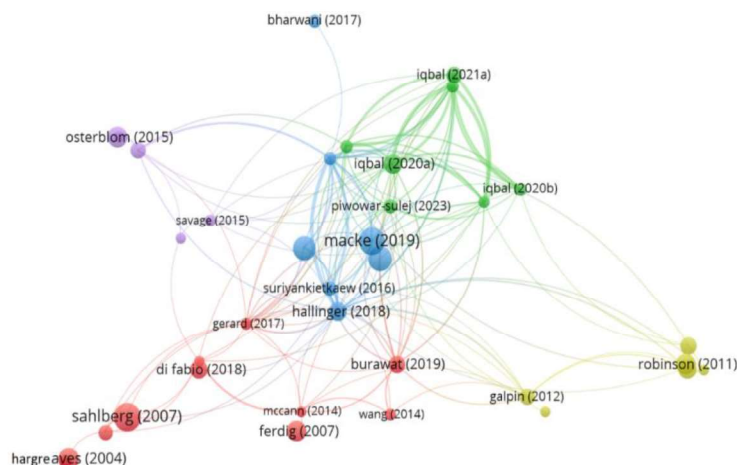 bharwani (2017)
iqbal (2021a)
osterblom (2015)
iqbal (2020a)
iqbal (2020b)
piwowar-sulej (2023)
savage (2015)
macke (2019)
suriyankietkaew (2016)
hallinger (2018)
gerard (2017)
di fabio (2018)
burawat (2019)
robinson (2011)
galpin (2012)
sahlberg (2007)
mccann (2014)
wang (2014)
ferdig (2007)
hargreaves (2004)